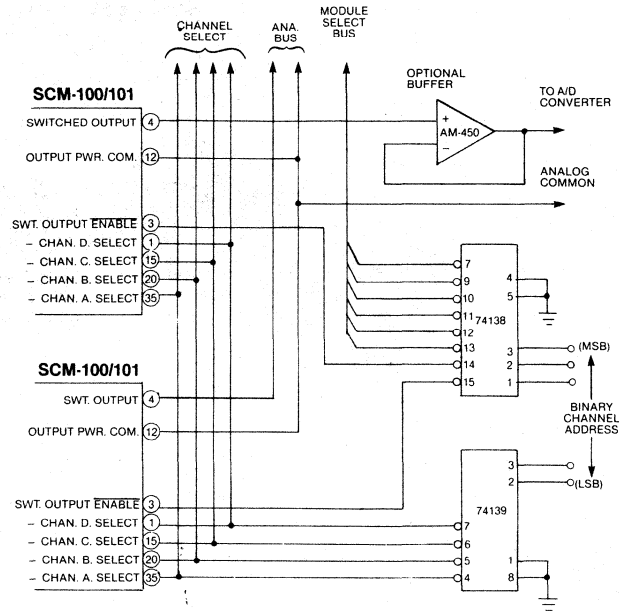 CHANNEL
SELECT
ANA.
BUS
MODULE
SELECT
BUS
OPTIONAL
BUFFER
TO A/D
CONVERTER
SCM-100/101
SWITCHED OUTPUT 4
+
AM-450
−
OUTPUT PWR. COM. 12
ANALOG
COMMON
SWT. OUTPUT ENABLE 3
– CHAN. D. SELECT 1
– CHAN. C. SELECT 15
– CHAN. B. SELECT 20
– CHAN. A. SELECT 35
7
9
10
11
12
13
14
15
74138
4
5
3 (MSB)
2
1
BINARY
CHANNEL
ADDRESS
SCM-100/101
SWT. OUTPUT 4
OUTPUT PWR. COM. 12
SWT. OUTPUT ENABLE 3
– CHAN. D. SELECT 1
– CHAN. C. SELECT 15
– CHAN. B. SELECT 20
– CHAN. A. SELECT 35
7
6
5
4
74139
3
2 (LSB)
1
8